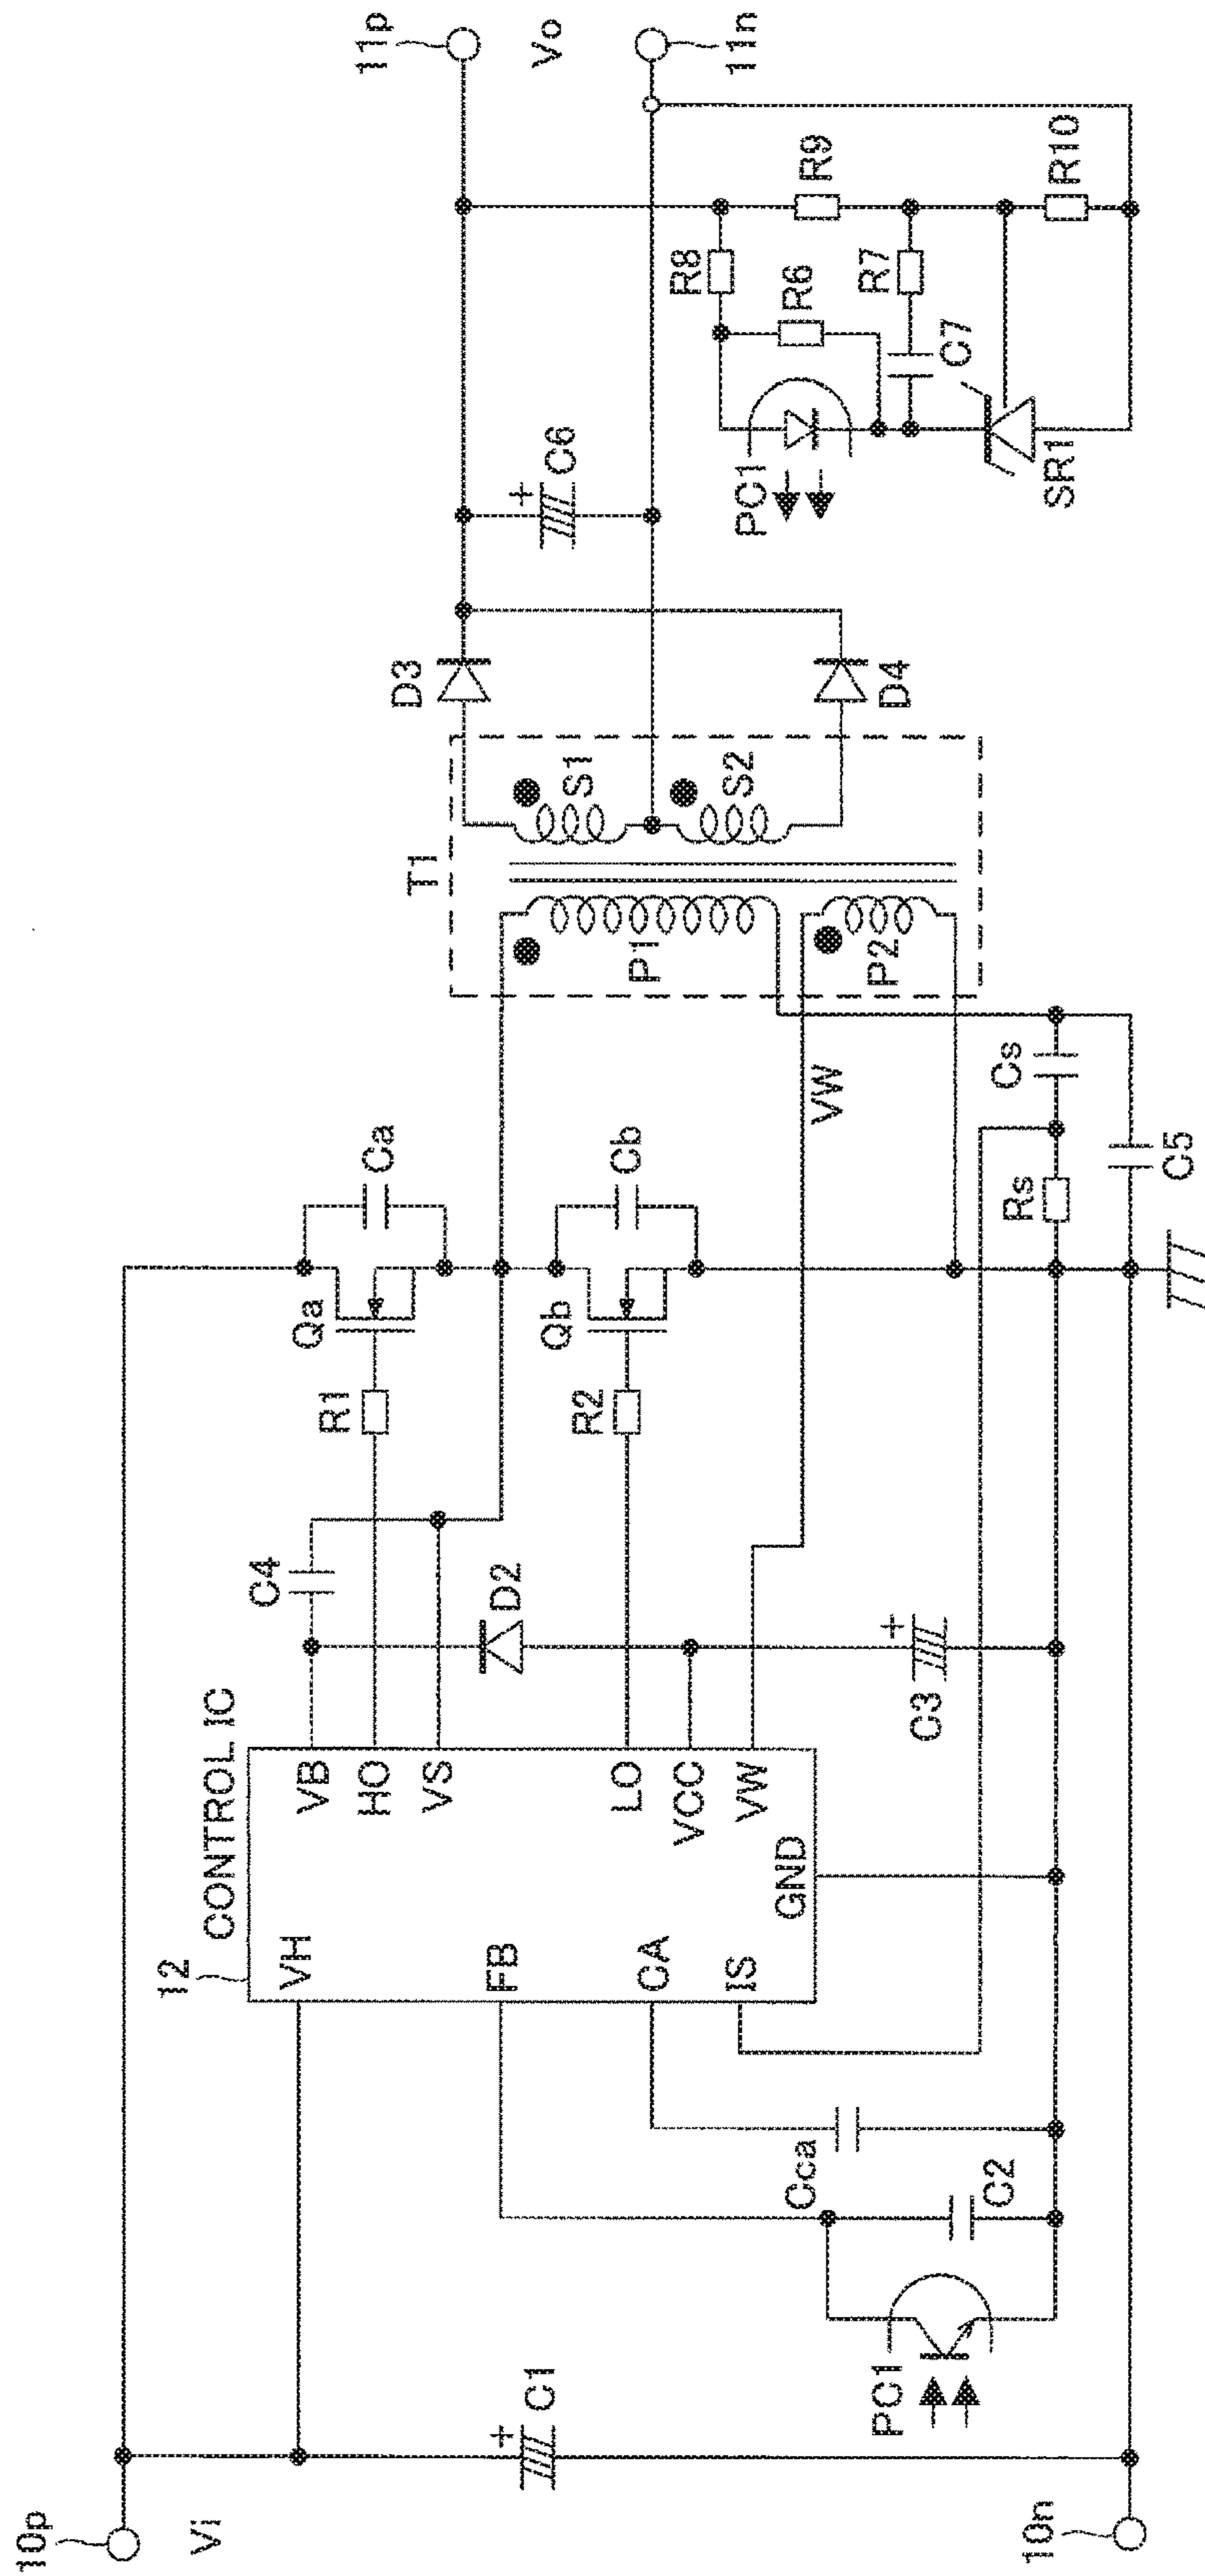 11p
Vo
11n
T1
D3
C6
R8
R9
R6
R7
R10
PC1
C7
SR1
S1
S2
D4
P1
P2
Qa
Ca
Qb
Cb
VW
Cs
Rs
C5
R1
R2
C4
D2
C3
12
CONTROL IC
VH
VB
HO
VS
FB
LO
CA
VCC
IS
VW
GND
Cca
C2
PC1
C1
10p
Vi
10n